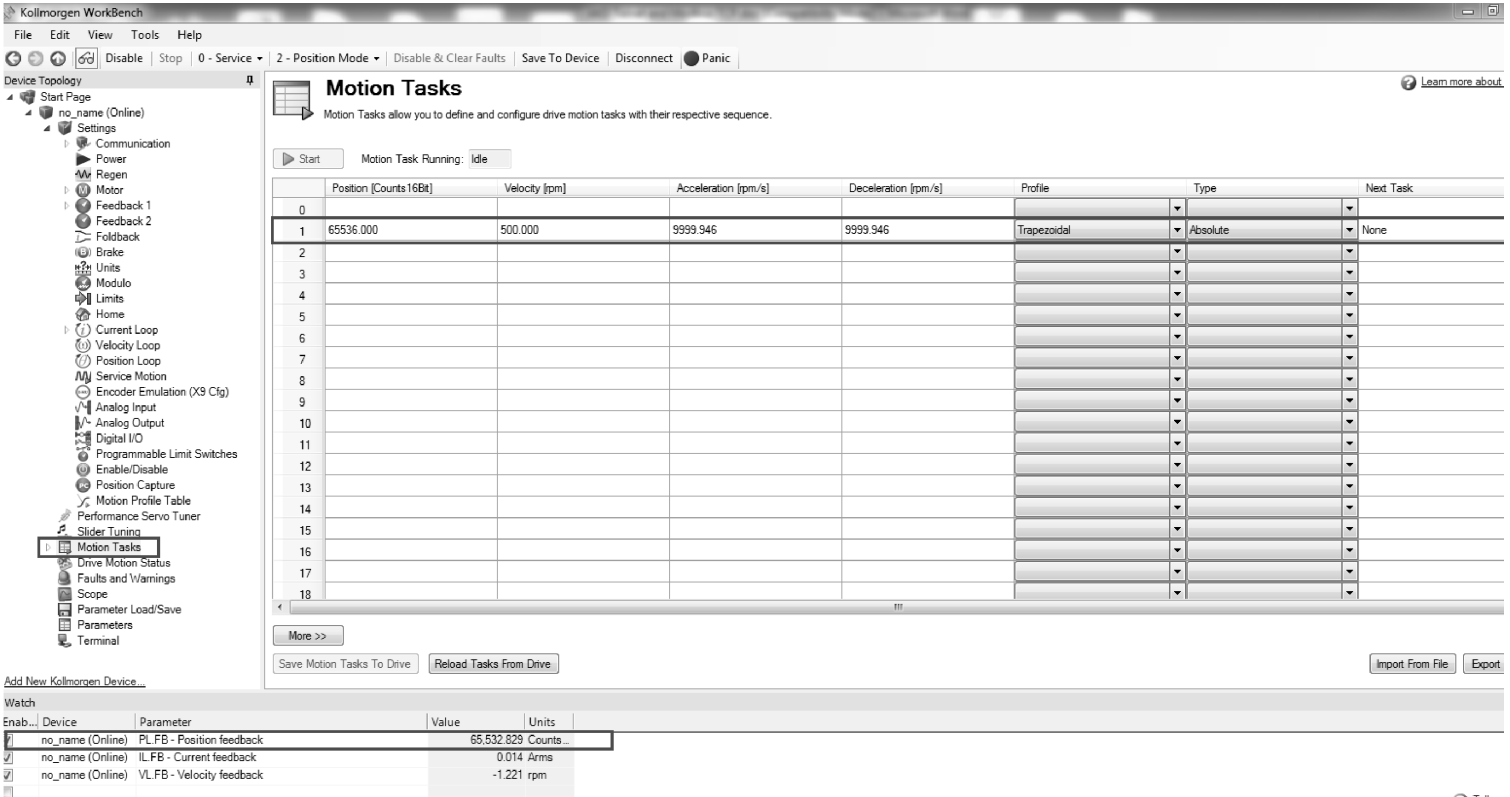 Kollmorgen WorkBench
File Edit View Tools Help
Disable Stop 0 - Service 2 - Position Mode Disable & Clear Faults Save To Device Disconnect Panic
Device Topology
Start Page
no_name (Online)
Settings
Communication
Power
Regen
Motor
Feedback 1
Feedback 2
Foldback
Brake
Units
Modulo
Limits
Home
Current Loop
Velocity Loop
Position Loop
Service Motion
Encoder Emulation (X9 Cfg)
Analog Input
Analog Output
Digital I/O
Programmable Limit Switches
Enable/Disable
Position Capture
Motion Profile Table
Performance Servo Tuner
Slider Tuning
Motion Tasks
Drive Motion Status
Faults and Warnings
Scope
Parameter Load/Save
Parameters
Terminal
Add New Kollmorgen Device...
Motion Tasks
Learn more about
Motion Tasks allow you to define and configure drive motion tasks with their respective sequence.
Start Motion Task Running: Idle
Position [Counts16Bit] Velocity [rpm] Acceleration [rpm/s] Deceleration [rpm/s] Profile Type Next Task
0
1 65536.000 500.000 9999.946 9999.946 Trapezoidal Absolute None
2
3
4
5
6
7
8
9
10
11
12
13
14
15
16
17
18
More >>
Save Motion Tasks To Drive Reload Tasks From Drive Import From File Export
Watch
Enab... Device Parameter Value Units
no_name (Online) PL.FB - Position feedback 65,532.829 Counts...
no_name (Online) IL.FB - Current feedback 0.014 Arms
no_name (Online) VL.FB - Velocity feedback -1.221 rpm